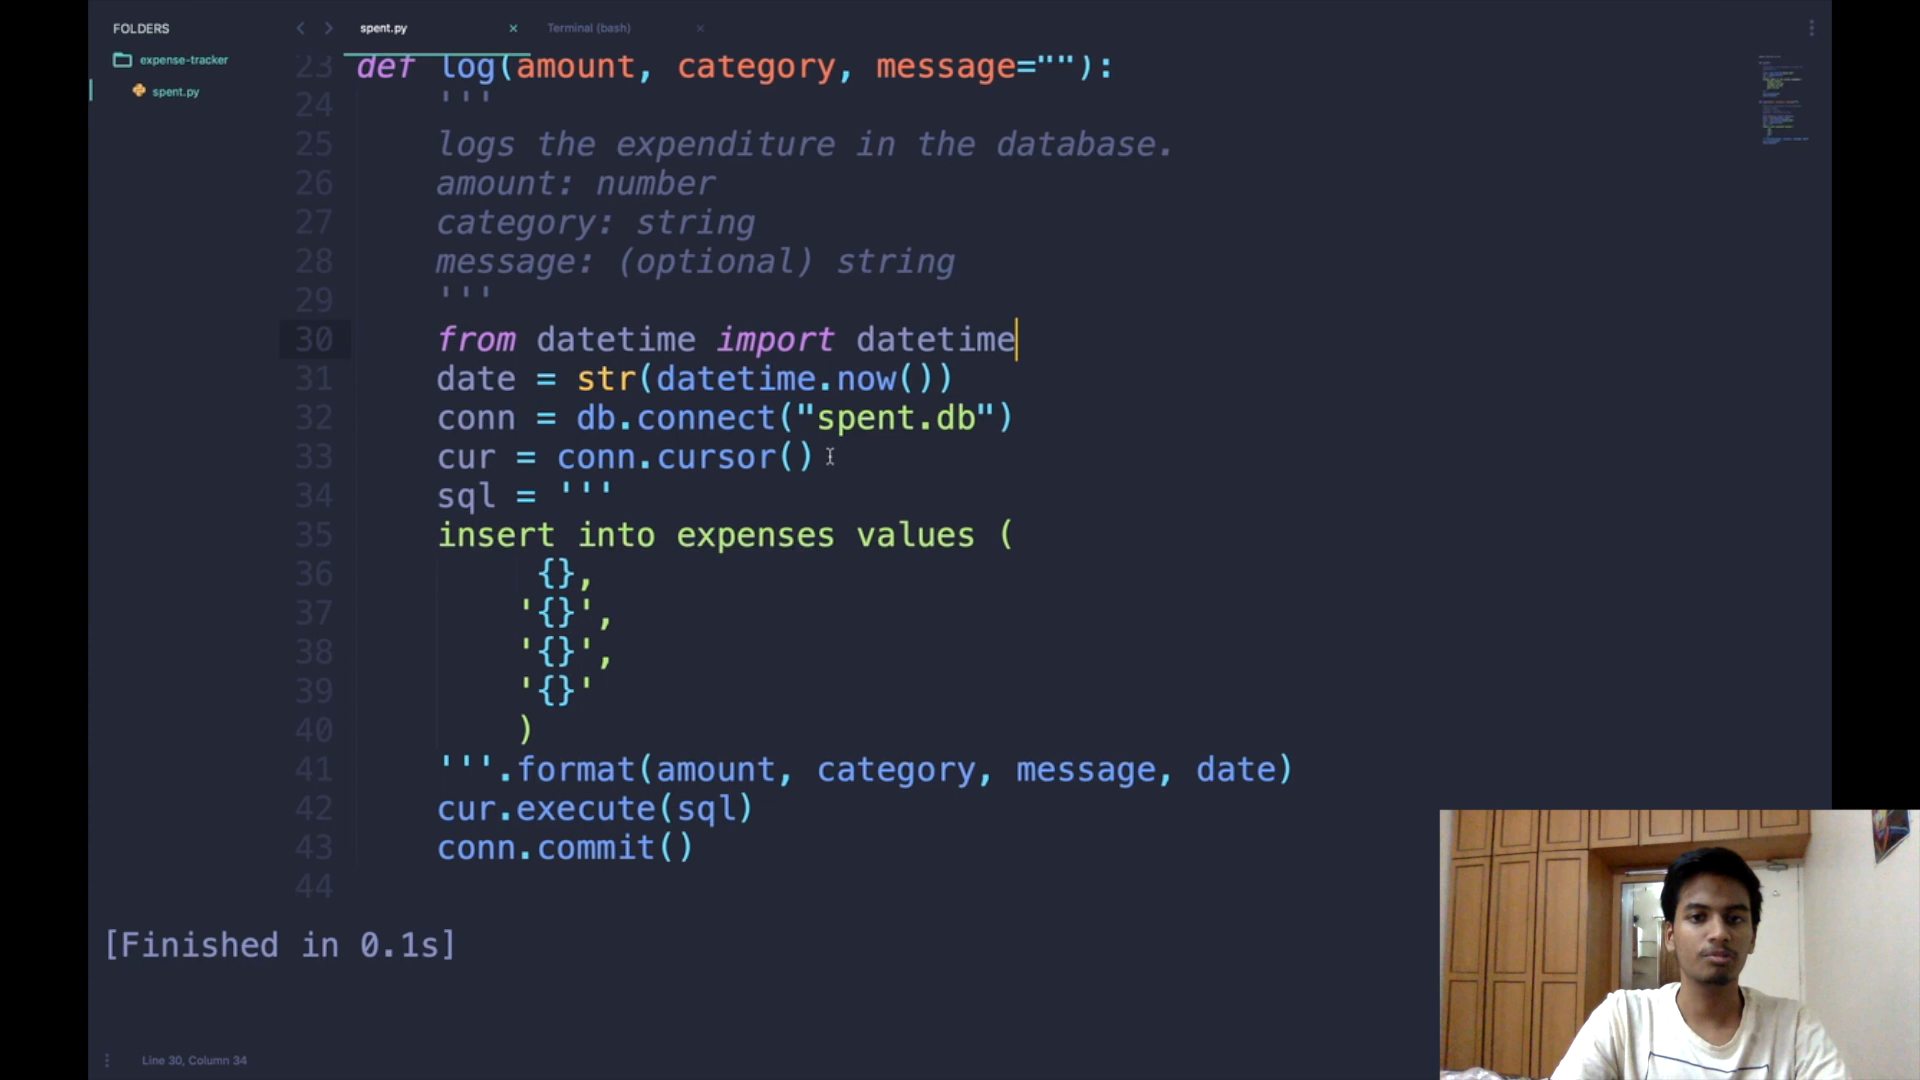 FOLDERS
expense-tracker
spent.py
spent.py × Terminal (bash) ×
23 def log(amount, category, message=""):
24 '''
25 logs the expenditure in the database.
26 amount: number
27 category: string
28 message: (optional) string
29 '''
30 from datetime import datetime
31 date = str(datetime.now())
32 conn = db.connect("spent.db")
33 cur = conn.cursor()
34 sql = '''
35 insert into expenses values (
36 {},
37 '{}',
38 '{}',
39 '{}'
40 )
41 '''.format(amount, category, message, date)
42 cur.execute(sql)
43 conn.commit()
44
[Finished in 0.1s]
Line 30, Column 34